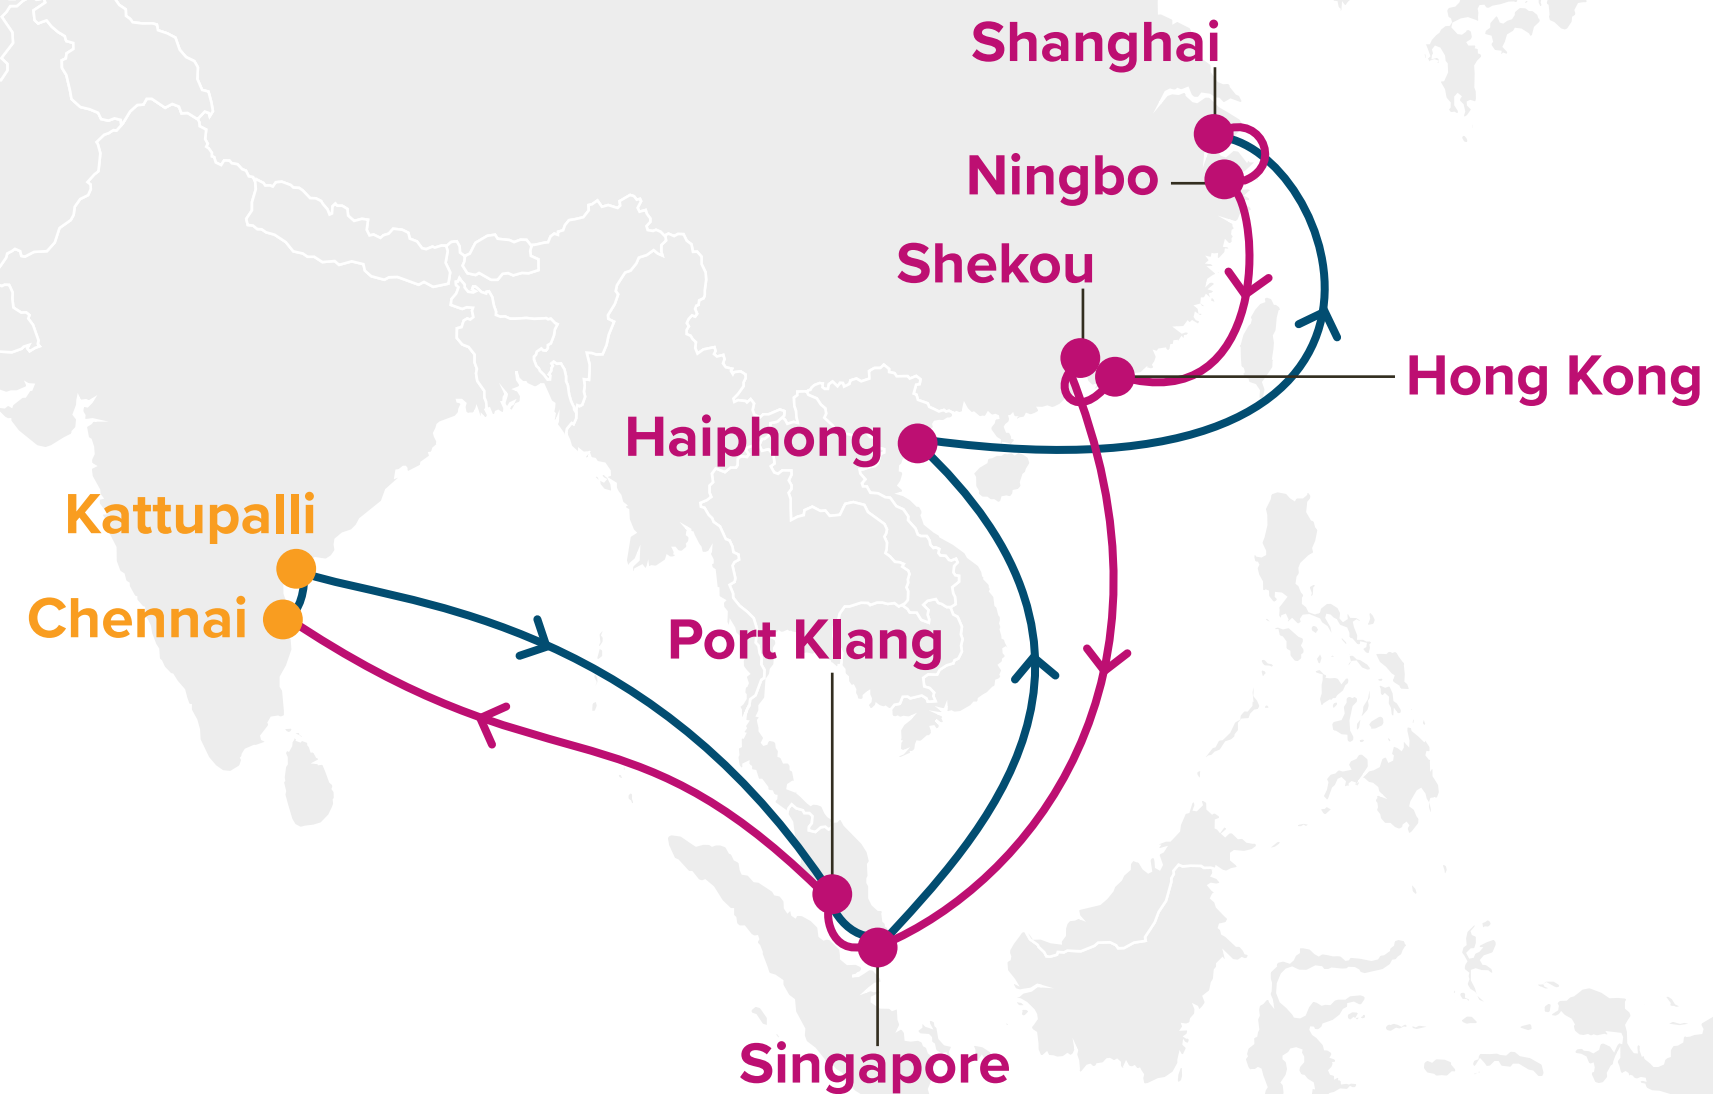 Shanghai
Ningbo
Shekou
Hong Kong
Haiphong
Kattupalli
Chennai
Port Klang
Singapore